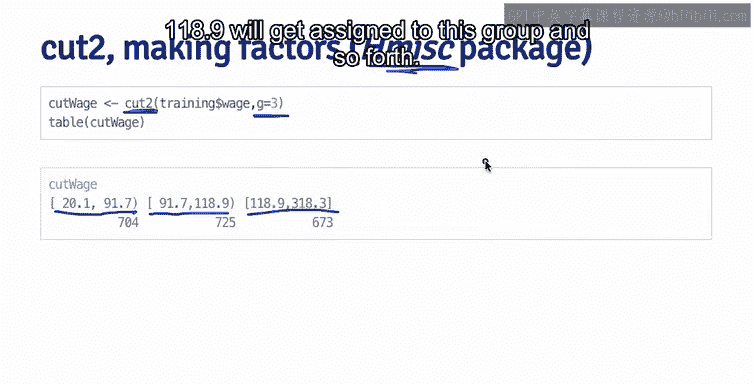 118.9 will get assigned to this group and
so forth.
cut2, making factors (Hmisc package)
cutWage <- cut2(training$wage,g=3)
table(cutWage)
cutWage
[ 20.1, 91.7) [ 91.7,118.9) [118.9,318.3]
704 725 673